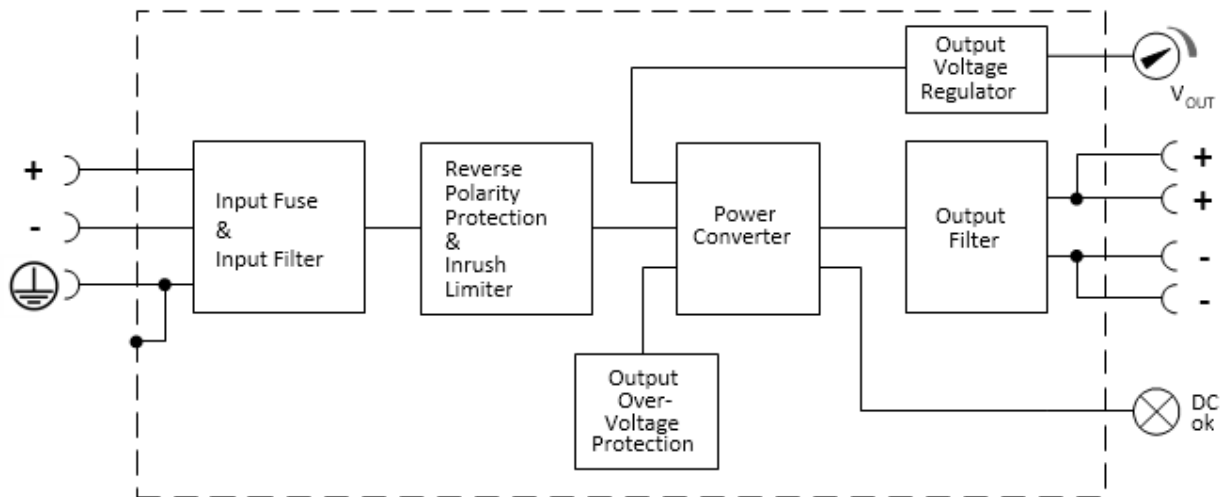 Output
Voltage
Regulator
V OUT
+
-
Input Fuse
&
Input Filter
Reverse
Polarity
Protection
&
Inrush
Limiter
Power
Converter
Output
Filter
+
+
-
-
Output
Over-
Voltage
Protection
DC
ok